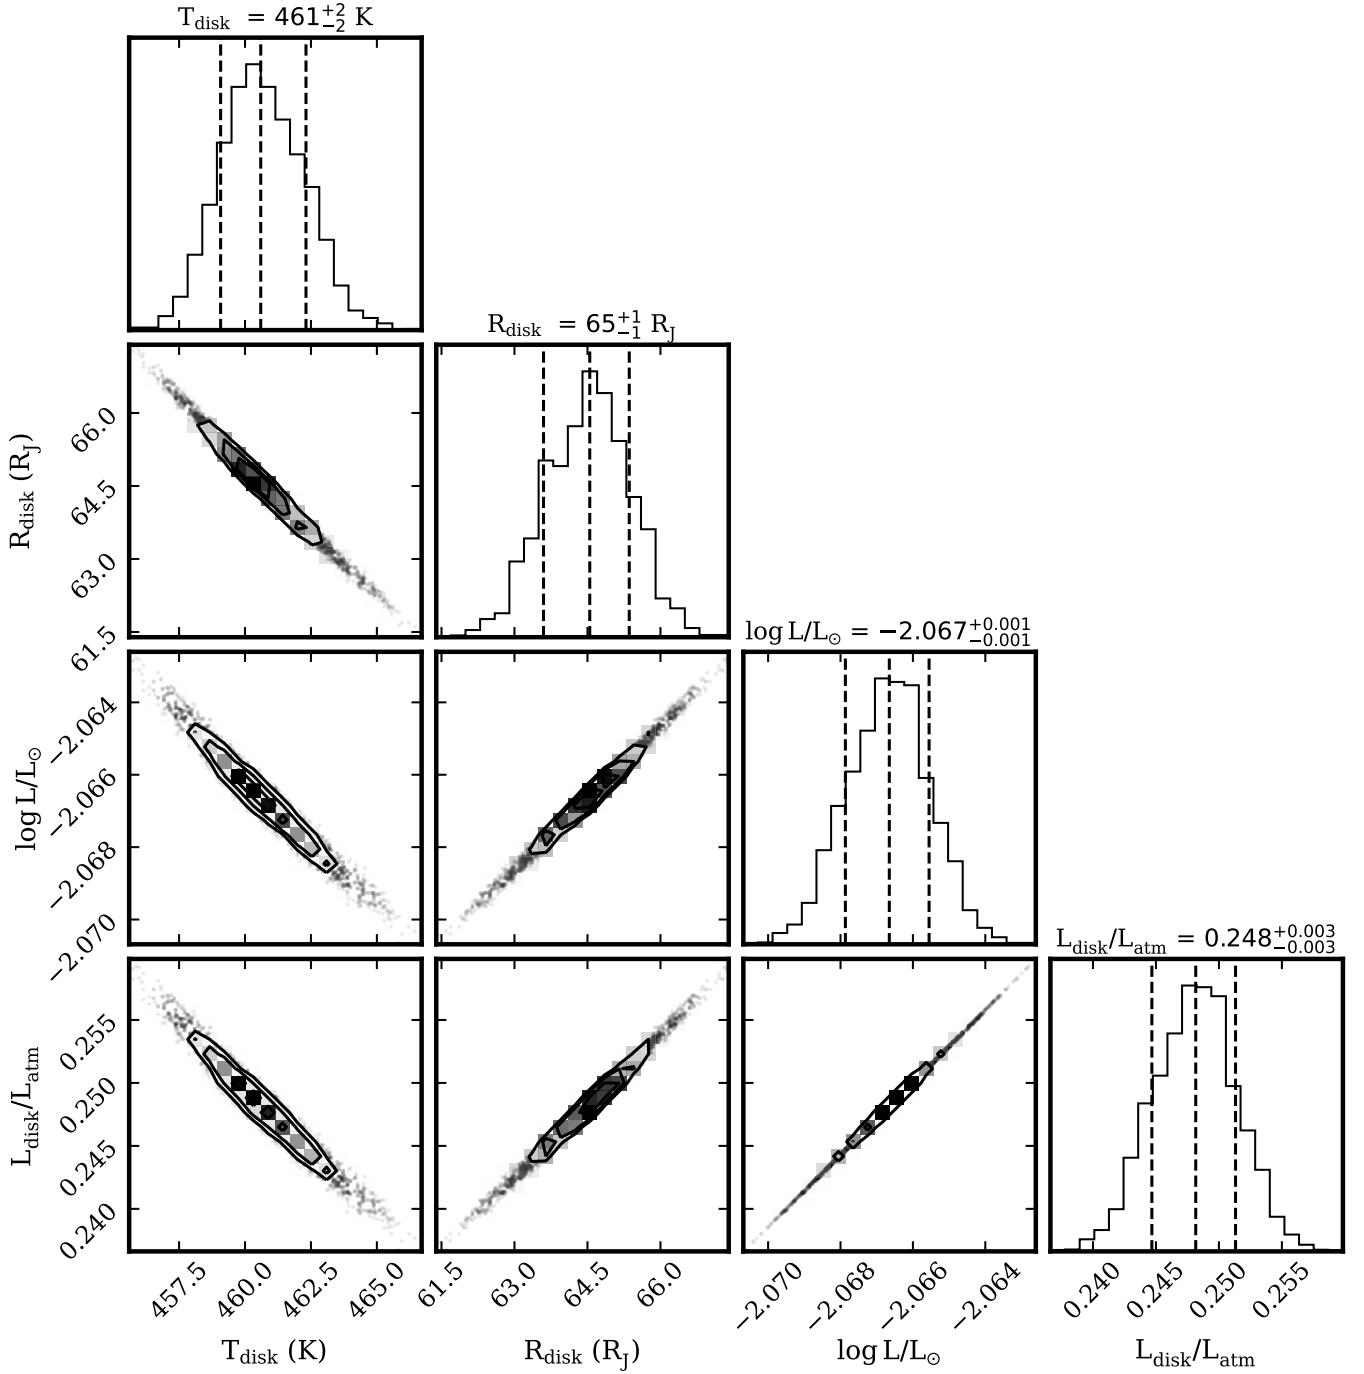 T_disk = 461^{+2}_{−2} K
R_disk = 65^{+1}_{−1} R_J
log L/L_⊙ = −2.067^{+0.001}_{−0.001}
L_disk/L_atm = 0.248^{+0.003}_{−0.003}
R_disk (R_J)
66.0
64.5
63.0
61.5
log L/L_⊙
−2.064
−2.066
−2.068
−2.070
L_disk/L_atm
0.255
0.250
0.245
0.240
457.5 460.0 462.5 465.0
61.5 63.0 64.5 66.0
−2.070 −2.068 −2.066 −2.064
0.240 0.245 0.250 0.255
T_disk (K)
R_disk (R_J)
log L/L_⊙
L_disk/L_atm